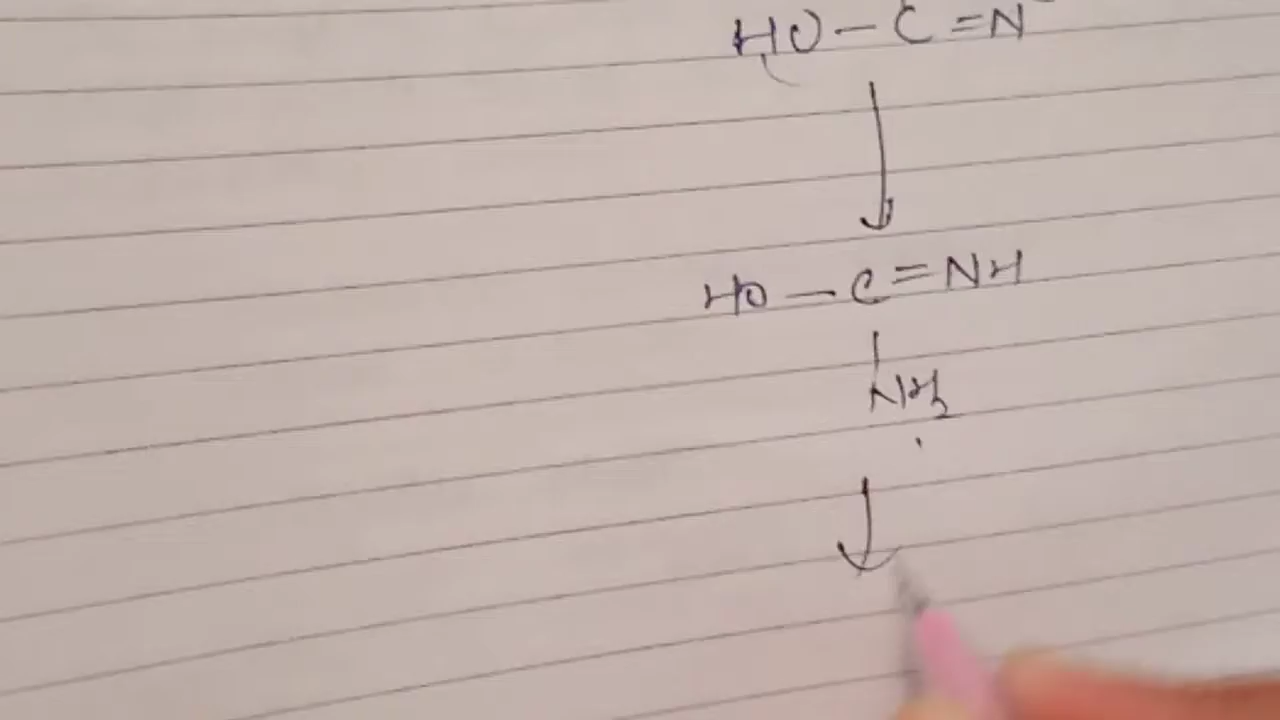 HO - C = N⁻
HO - C = NH
NH₂